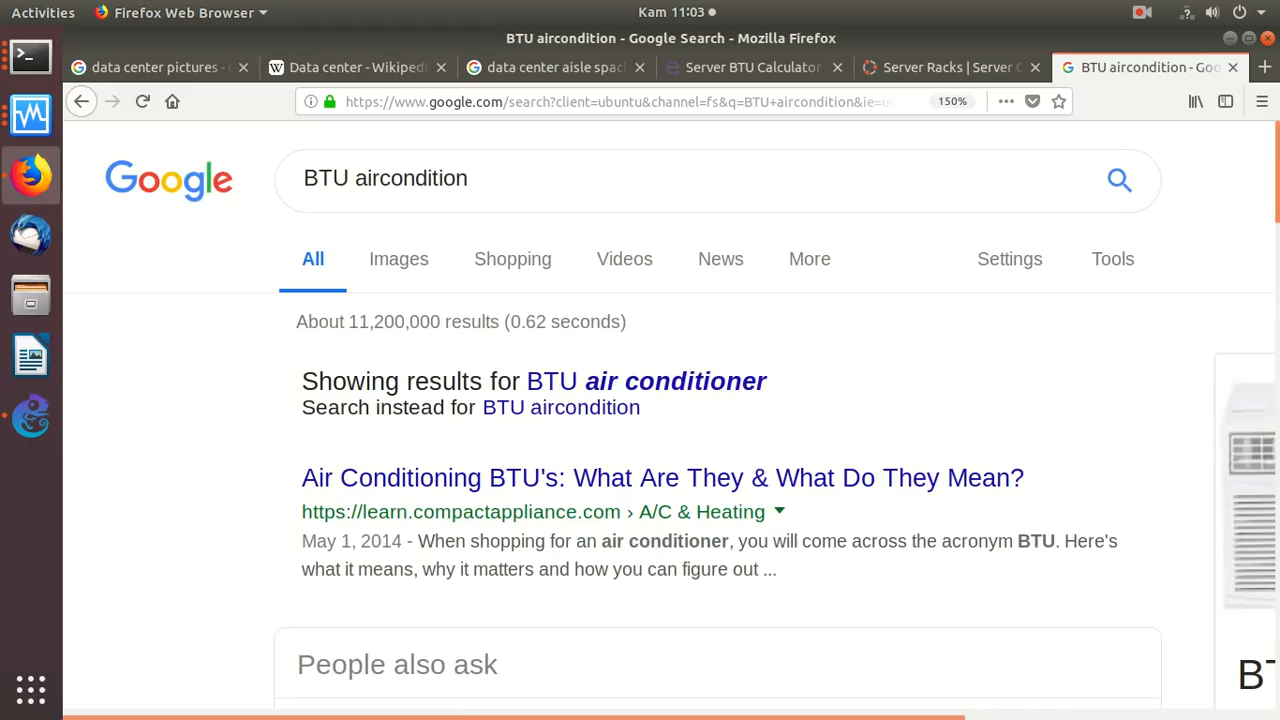 Activities Firefox Web Browser Kam 11:03
BTU aircondition - Google Search - Mozilla Firefox
data center pictures - data center - Wikiped data center aisle spaci Server BTU Calculator Server Racks | Server C BTU aircondition - Goo
https://www.google.com/search?client=ubuntu&channel=fs&q=BTU+aircondition&ie=u 150%
Google BTU aircondition
All Images Shopping Videos News More Settings Tools
About 11,200,000 results (0.62 seconds)
Showing results for BTU air conditioner
Search instead for BTU aircondition
Air Conditioning BTU's: What Are They & What Do They Mean?
https://learn.compactappliance.com › A/C & Heating
May 1, 2014 - When shopping for an air conditioner, you will come across the acronym BTU. Here's
what it means, why it matters and how you can figure out ...
People also ask
BT